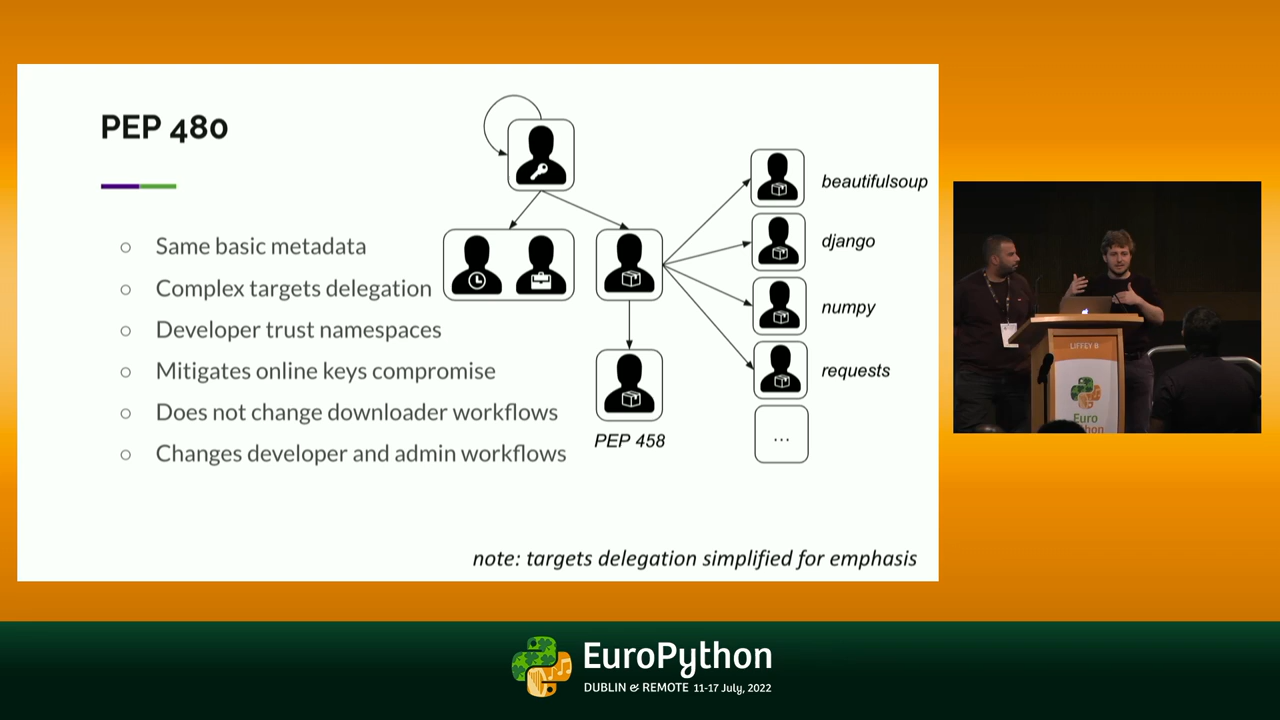 PEP 480
Same basic metadata
Complex targets delegation
Developer trust namespaces
Mitigates online keys compromise
Does not change downloader workflows
Changes developer and admin workflows
PEP 458
beautifulsoup
django
numpy
requests
...
note: targets delegation simplified for emphasis
LIFFEY B
Euro
EuroPython
DUBLIN & REMOTE 11-17 July, 2022